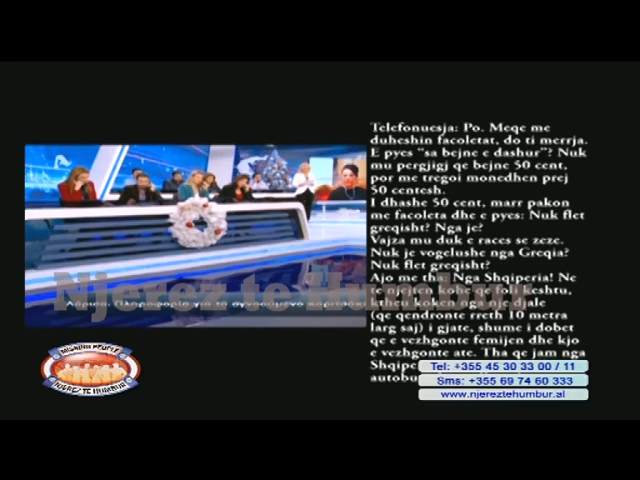 Telefonuesja: Po. Meqe me
duheshin facoletat, do ti merrja.
E pyes "sa bejne e dashur"? Nuk
mu pergjigj qe bejne 50 cent,
por me tregoi monedhen prej
50 centesh.
I dhashe 50 cent, marr pakon
me facoleta dhe e pyes: Nuk flet
greqisht? Nga je?
Vajza mu duk e races se zeze.
Nuk je vogelushe nga Greqia?
Nuk flet greqisht?
Ajo me tha: Nga Shqiperia! Ne
te njejten kohe qe foli keshtu,
ktheu koken nga nje djale
(qe qendronte rreth 10 metra
larg saj) i gjate, shume i dobet
qe e vezhgonte femijen dhe kjo
e vezhgonte ate. Tha qe jam nga
Njerez te Humbur
MISSING PEOPLE
NJEREZ TE HUMBUR
Tel: +355 45 30 33 00 / 11
Sms: +355 69 74 60 333
www.njereztehumbur.al